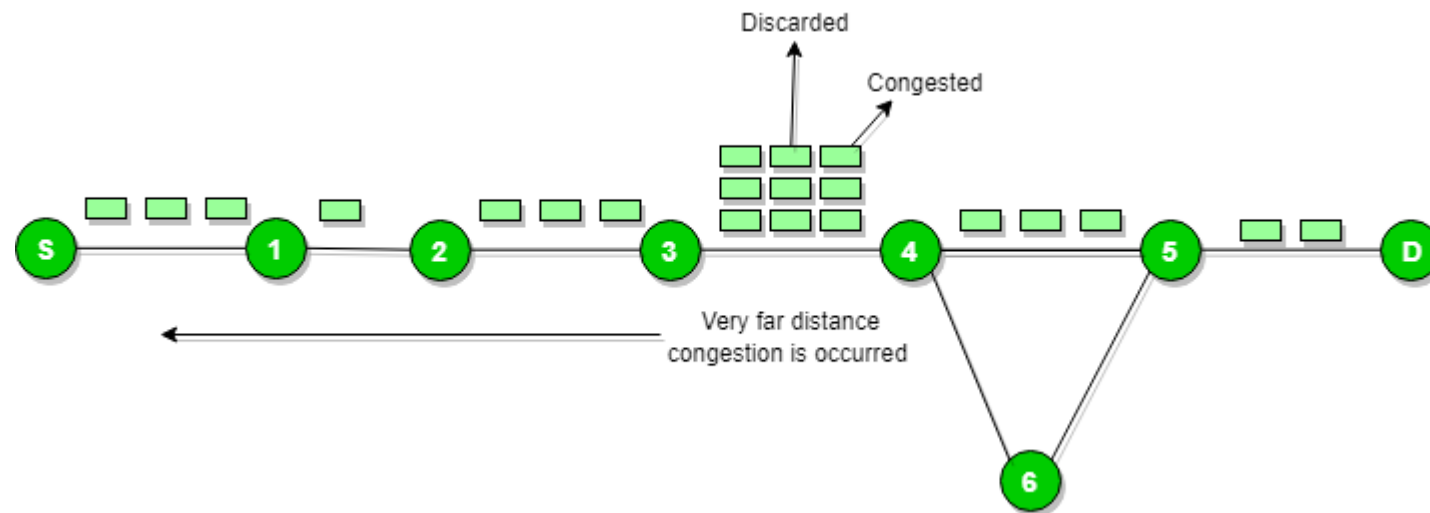 Discarded
Congested
S
1
2
3
4
5
D
Very far distance
congestion is occurred
6